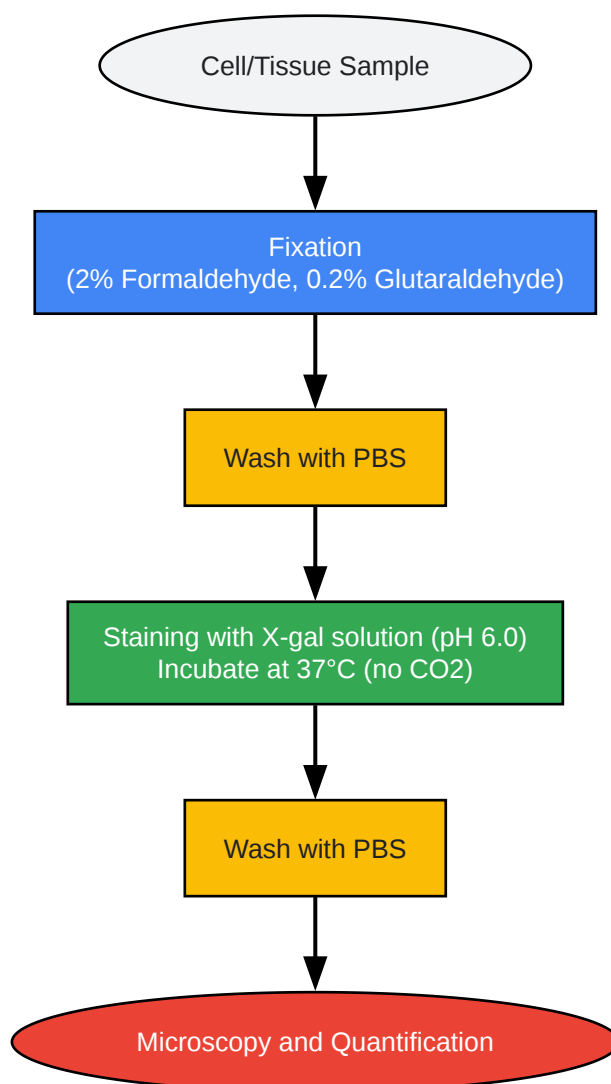 Cell/Tissue Sample
Fixation
(2% Formaldehyde, 0.2% Glutaraldehyde)
Wash with PBS
Staining with X-gal solution (pH 6.0)
Incubate at 37°C (no CO2)
Wash with PBS
Microscopy and Quantification